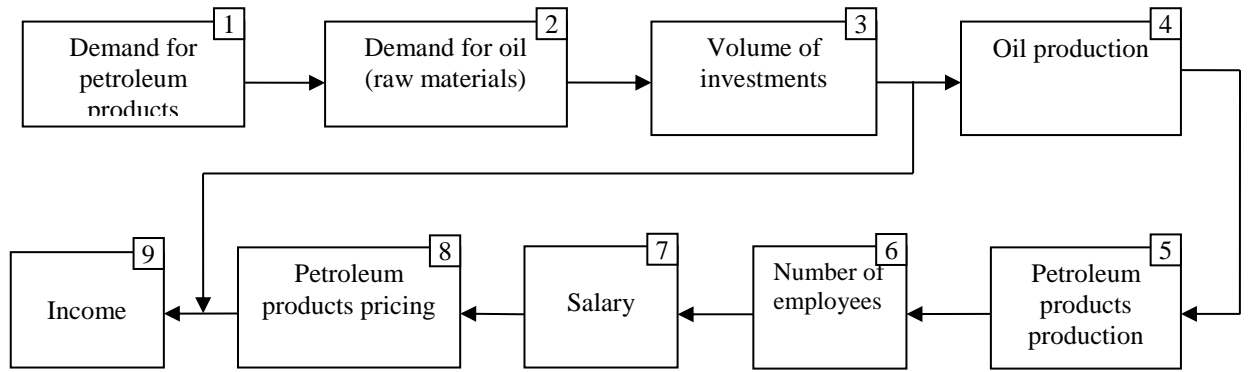 1
Demand for
petroleum
products
2
Demand for oil
(raw materials)
3
Volume of
investments
4
Oil production
9
Income
8
Petroleum
products pricing
7
Salary
6
Number of
employees
5
Petroleum
products
production